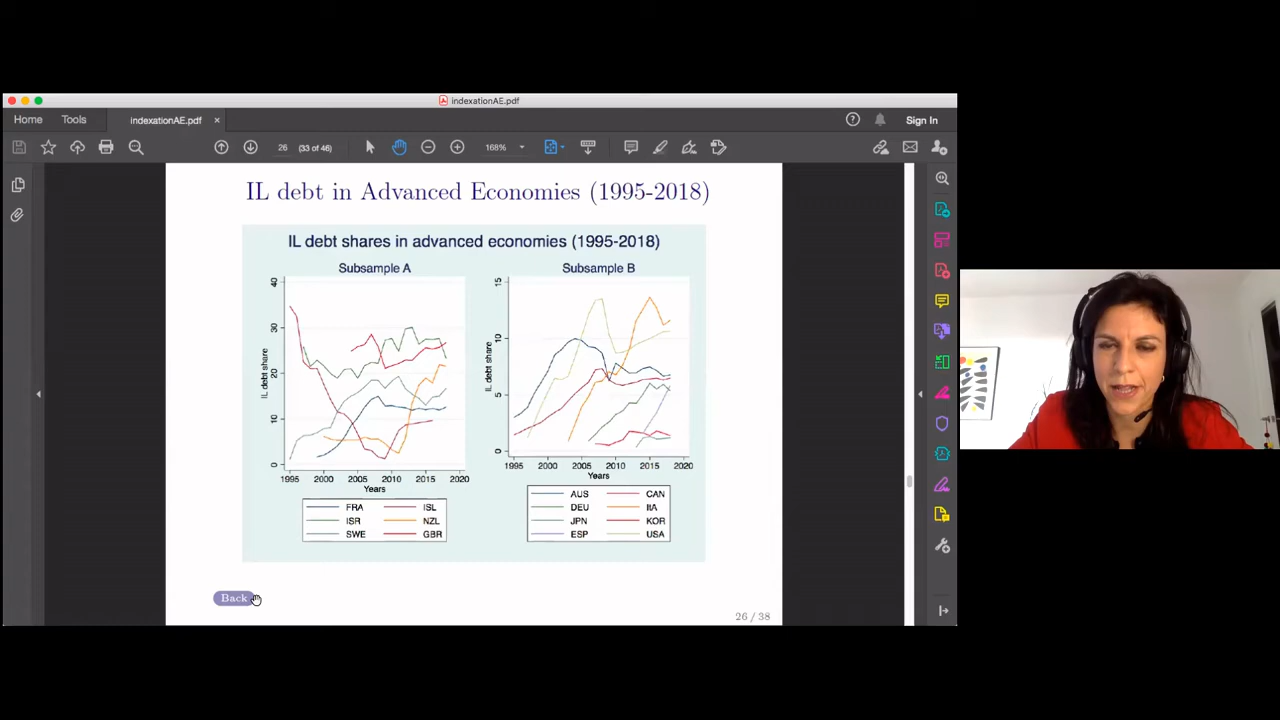 indexationAE.pdf
Home Tools indexationAE.pdf × Sign In
26 (33 of 46) 168%
IL debt in Advanced Economies (1995-2018)
IL debt shares in advanced economies (1995-2018)
Subsample A
IL debt share
40
30
20
10
0
1995 2000 2005 2010 2015 2020
Years
FRA ISL
ISR NZL
SWE GBR
Subsample B
IL debt share
15
10
5
0
1995 2000 2005 2010 2015 2020
Years
AUS CAN
DEU IIA
JPN KOR
ESP USA
Back
26 / 38